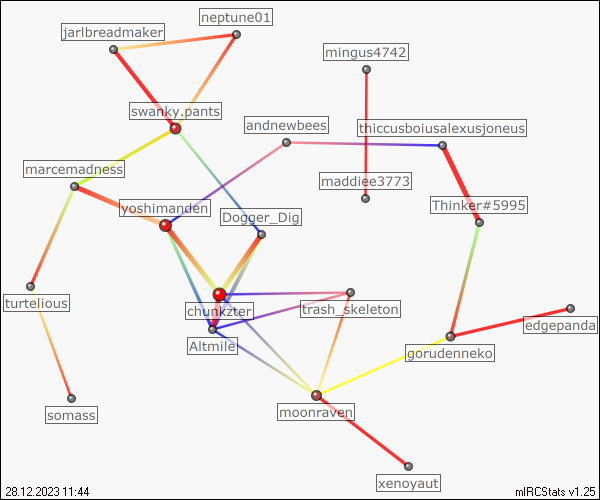 neptune01
jarlbreadmaker
mingus4742
swanky.pants
andnewbees
thiccusboiusalexusjoneus
marcemadness
maddiee3773
yoshimanden
Dogger_Dig
Thinker#5995
turtelious
chunkzter
trash_skeleton
edgepanda
Altmile
gorudenneko
somass
moonraven
xenoyaut
28.12.2023 11:44
mIRCStats v1.25